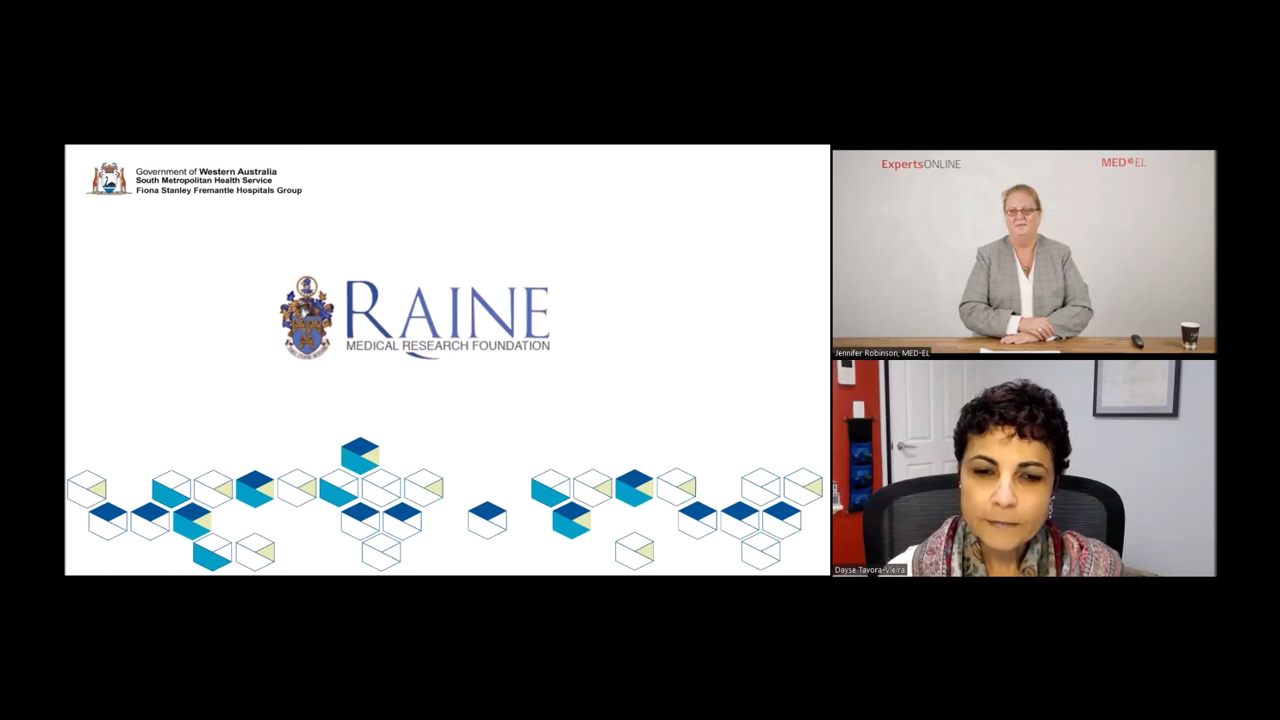 Government of Western Australia
South Metropolitan Health Service
Fiona Stanley Fremantle Hospitals Group
RAINE
MEDICAL RESEARCH FOUNDATION
ExpertsONLINE
MED EL
Jennifer Robinson, MED-EL
Dayse Tavora-Vieira